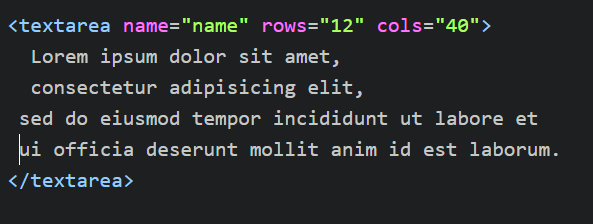 <textarea name="name" rows="12" cols="40">
  Lorem ipsum dolor sit amet,
  consectetur adipisicing elit,
 sed do eiusmod tempor incididunt ut labore et
 ui officia deserunt mollit anim id est laborum.
</textarea>